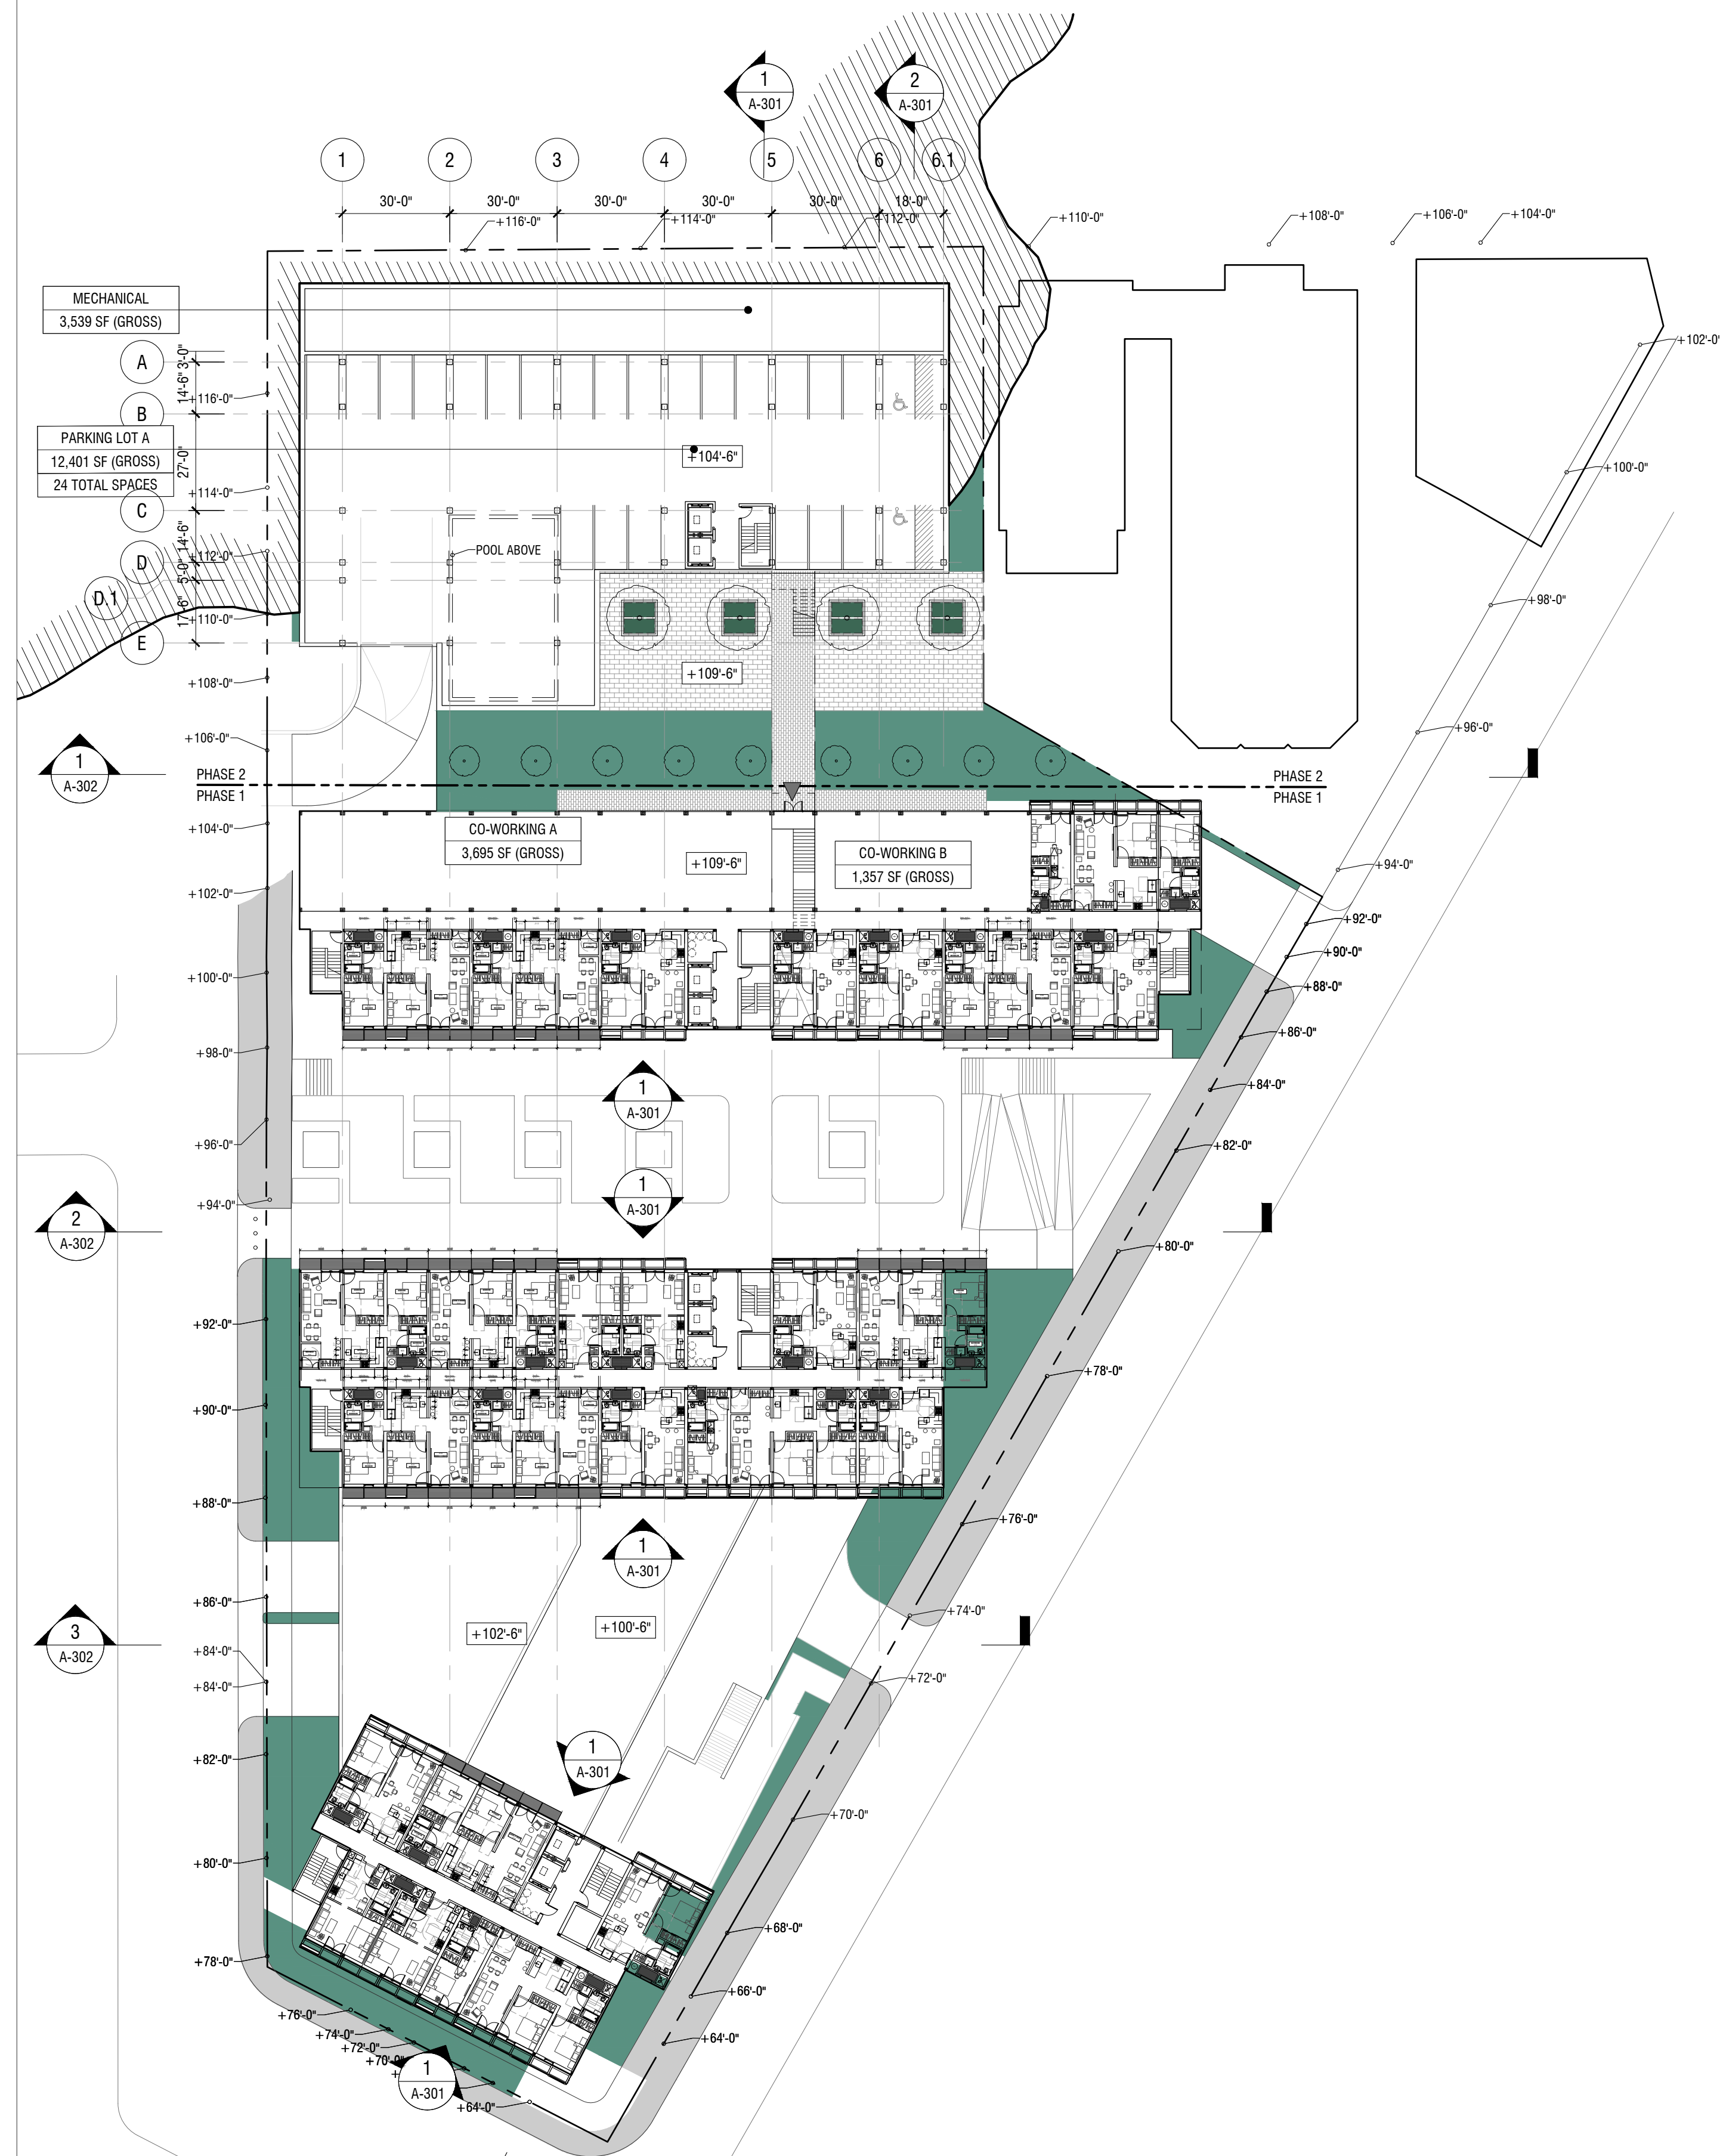 1
A-301
2
A-301
1
2
3
4
5
6
6.1
30'-0"
30'-0"
30'-0"
30'-0"
30'-0"
18'-0"
+116'-0"
+114'-0"
+112'-0"
+110'-0"
+108'-0"
+106'-0"
+104'-0"
MECHANICAL
3,539 SF (GROSS)
+102'-0"
A
3'-0"
14'-6"
+116'-0"
B
PARKING LOT A
12,401 SF (GROSS)
24 TOTAL SPACES
27'-0"
+104'-6"
+100'-0"
+114'-0"
C
14'-6"
POOL ABOVE
+112'-0"
D
5'-0"
D.1
17'-6"
+98'-0"
+110'-0"
E
+109'-6"
+108'-0"
+106'-0"
+96'-0"
1
A-302
PHASE 2
PHASE 1
PHASE 2
PHASE 1
+104'-0"
CO-WORKING A
3,695 SF (GROSS)
+109'-6"
CO-WORKING B
1,357 SF (GROSS)
+94'-0"
+102'-0"
+92'-0"
+90'-0"
+100'-0"
+88'-0"
+86'-0"
+98'-0"
+84'-0"
1
A-301
+96'-0"
+82'-0"
1
A-301
+94'-0"
2
A-302
+80'-0"
+92'-0"
+78'-0"
+90'-0"
+88'-0"
+76'-0"
1
A-301
+86'-0"
+74'-0"
+102'-6"
+100'-6"
3
A-302
+84'-0"
+72'-0"
+84'-0"
+82'-0"
1
A-301
+70'-0"
+80'-0"
+68'-0"
+78'-0"
+66'-0"
+76'-0"
+74'-0"
+64'-0"
+72'-0"
+70'-0"
1
A-301
+64'-0"